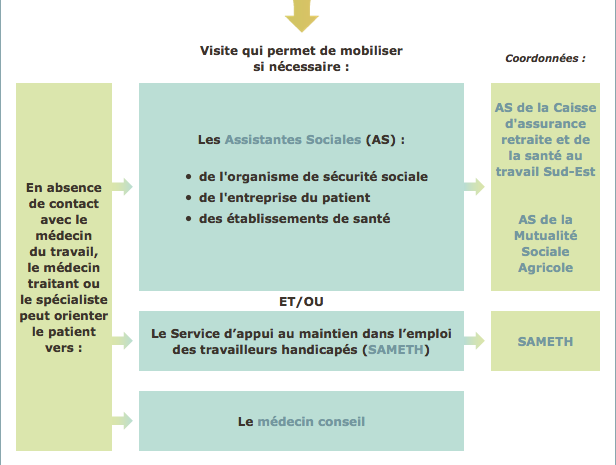 Visite qui permet de mobiliser
si nécessaire :
Coordonnées :
En absence
de contact
avec le
médecin
du travail,
le médecin
traitant ou
le spécialiste
peut orienter
le patient
vers :
Les Assistantes Sociales (AS) :
• de l'organisme de sécurité sociale
• de l'entreprise du patient
• des établissements de santé
AS de la Caisse
d'assurance
retraite et de
la santé au
travail Sud-Est
AS de la
Mutualité
Sociale
Agricole
ET/OU
Le Service d’appui au maintien dans l’emploi
des travailleurs handicapés (SAMETH)
SAMETH
Le médecin conseil